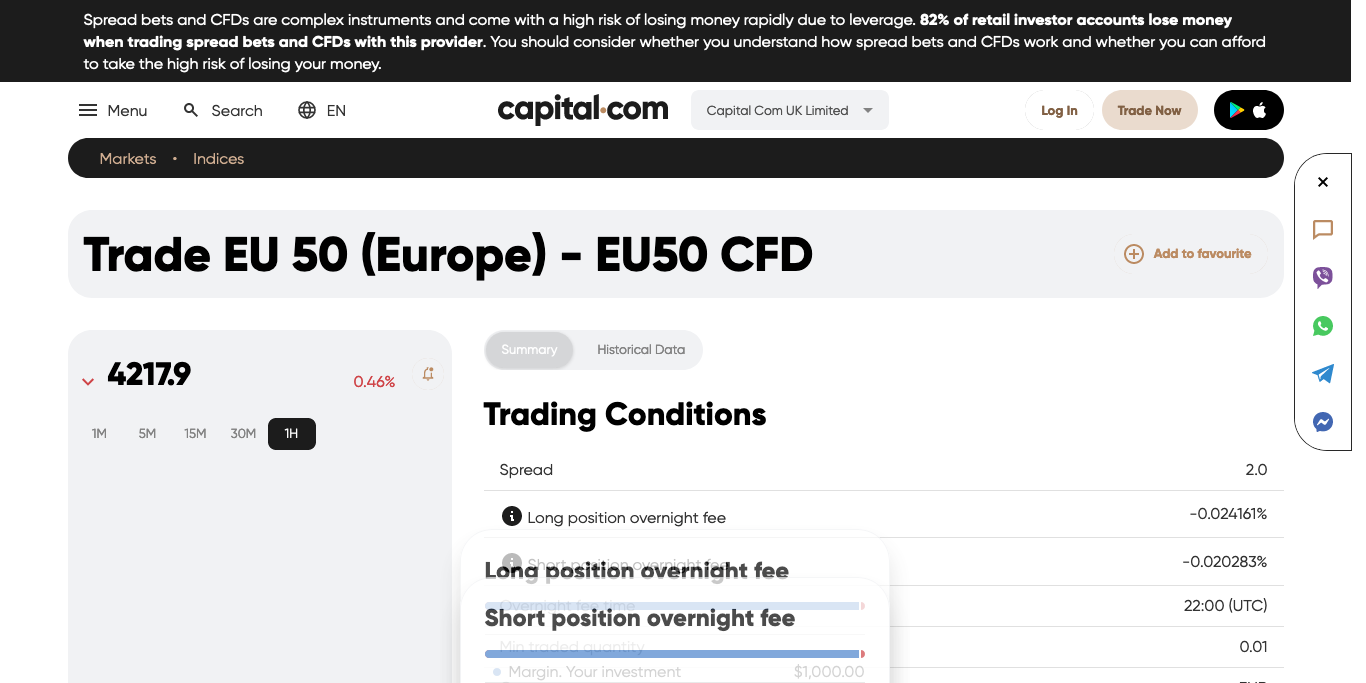 Spread bets and CFDs are complex instruments and come with a high risk of losing money rapidly due to leverage. 82% of retail investor accounts lose money
when trading spread bets and CFDs with this provider. You should consider whether you understand how spread bets and CFDs work and whether you can afford
to take the high risk of losing your money.
Menu
Search
EN
capital.com
Capital Com UK Limited
Log In
Trade Now
Markets
Indices
Trade EU 50 (Europe) - EU50 CFD
Add to favourite
4217.9
0.46%
1M 5M 15M 30M 1H
Summary
Historical Data
Trading Conditions
Spread 2.0
Long position overnight fee -0.024161%
Short position overnight fee -0.020283%
Long position overnight fee
Overnight fee time 22:00 (UTC)
Short position overnight fee
Min traded quantity 0.01
Margin. Your investment $1,000.00